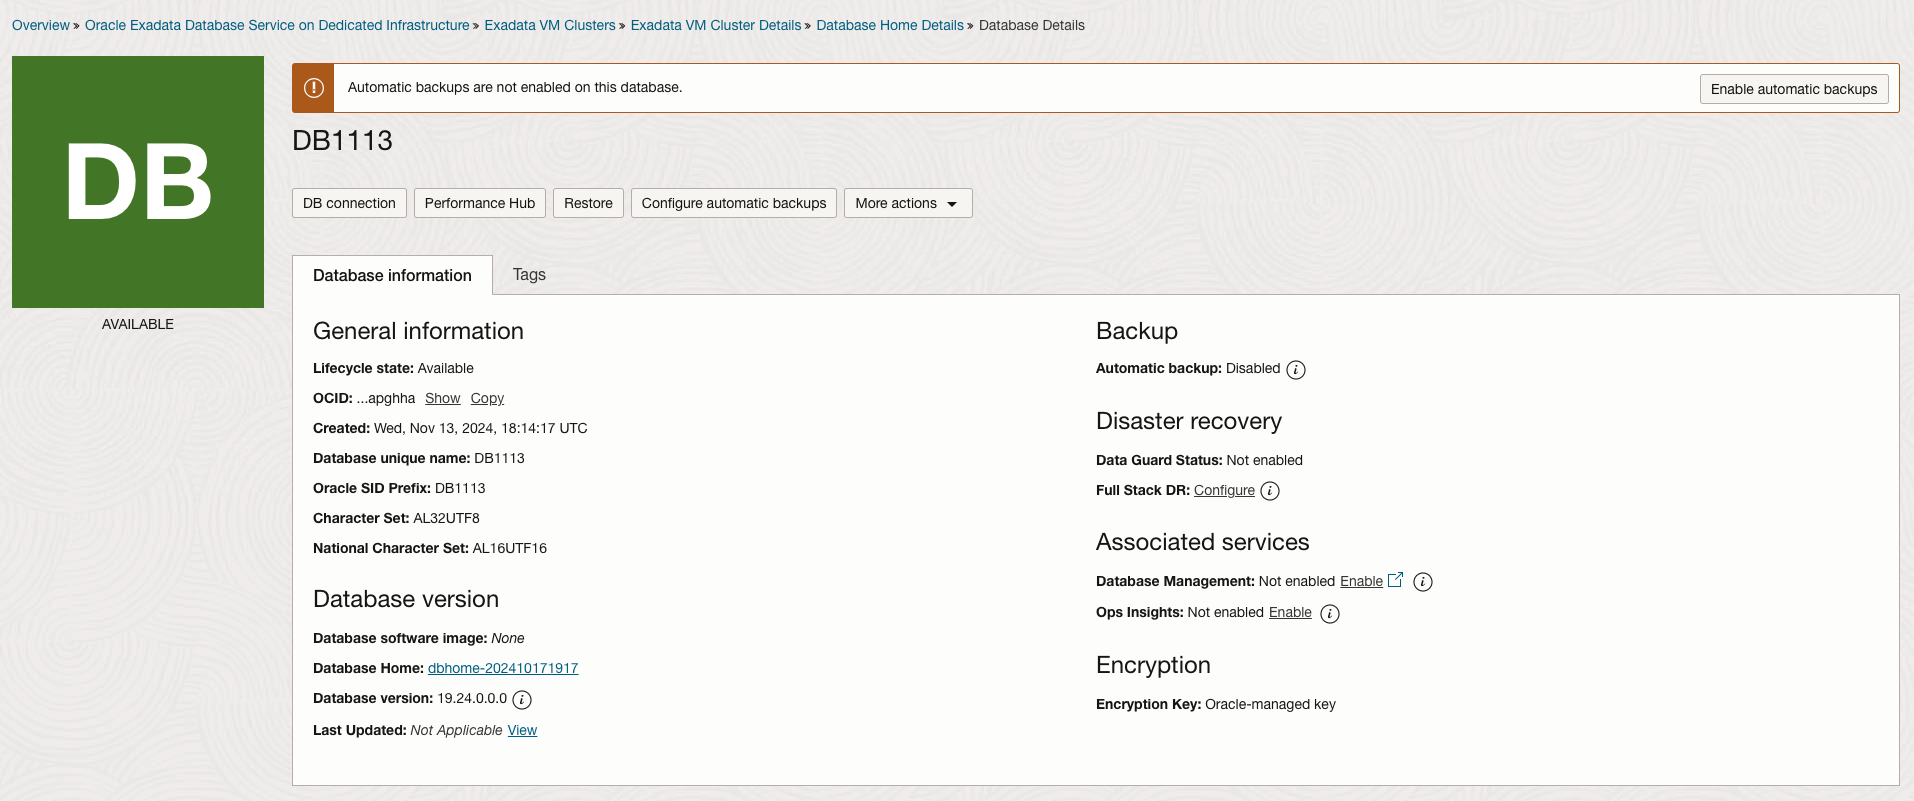 Overview » Oracle Exadata Database Service on Dedicated Infrastructure » Exadata VM Clusters » Exadata VM Cluster Details » Database Home Details » Database Details
DB
AVAILABLE
Automatic backups are not enabled on this database.
Enable automatic backups
DB1113
DB connection
Performance Hub
Restore
Configure automatic backups
More actions
Database information
Tags
General information
Lifecycle state: Available
OCID: ...apghha Show Copy
Created: Wed, Nov 13, 2024, 18:14:17 UTC
Database unique name: DB1113
Oracle SID Prefix: DB1113
Character Set: AL32UTF8
National Character Set: AL16UTF16
Database version
Database software image: None
Database Home: dbhome-202410171917
Database version: 19.24.0.0.0
Last Updated: Not Applicable View
Backup
Automatic backup: Disabled
Disaster recovery
Data Guard Status: Not enabled
Full Stack DR: Configure
Associated services
Database Management: Not enabled Enable
Ops Insights: Not enabled Enable
Encryption
Encryption Key: Oracle-managed key